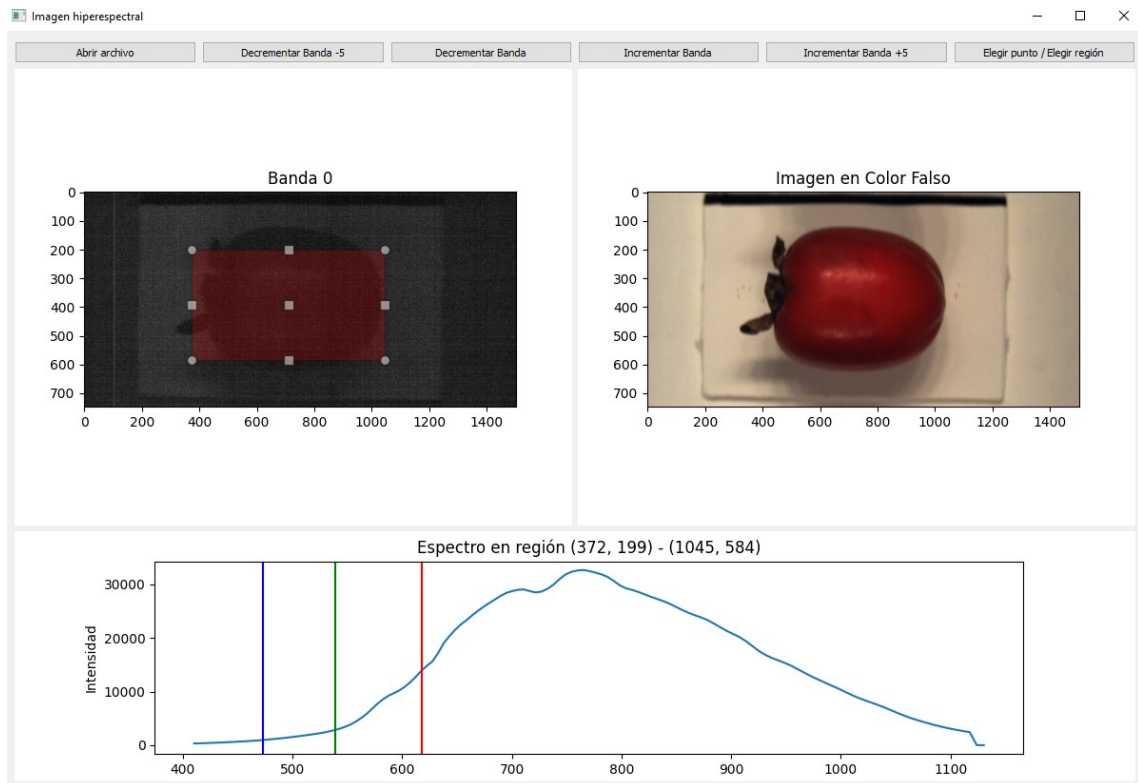 Imagen hiperespectral
Abrir archivo
Decrementar Banda -5
Decrementar Banda
Incrementar Banda
Incrementar Banda +5
Elegir punto / Elegir región
Banda 0
0
100
200
300
400
500
600
700
0 200 400 600 800 1000 1200 1400
Imagen en Color Falso
0
100
200
300
400
500
600
700
0 200 400 600 800 1000 1200 1400
Espectro en región (372, 199) - (1045, 584)
Intensidad
30000
20000
10000
0
400 500 600 700 800 900 1000 1100